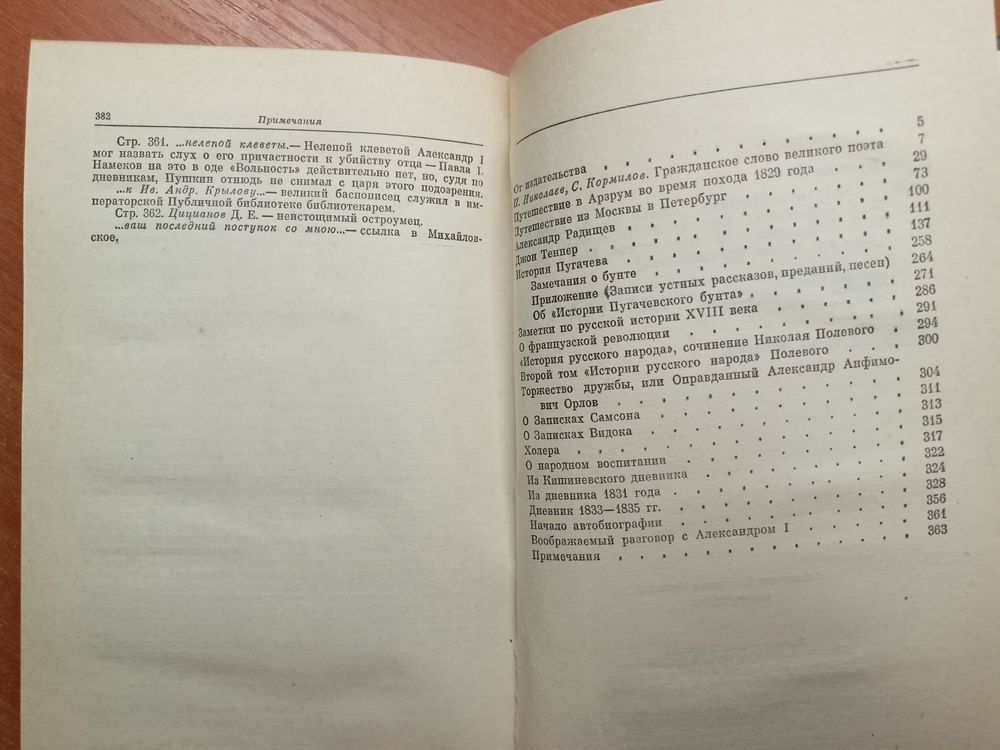 382
Примечания
Стр. 361. ...нелепой клеветы.— Нелепой клеветой Александр I
мог назвать слух о его причастности к убийству отца — Павла I.
Намеков на это в оде «Вольность» действительно нет, но, судя по
дневникам, Пушкин отнюдь не снимал с царя этого подозрения.
...к Ив. Андр. Крылову...— великий баснописец служил в им-
ператорской Публичной библиотеке библиотекарем.
Стр. 362. Цицианов Д. Е.— неистощимый остроумец.
...ваш последний поступок со мною...— ссылка в Михайлов-
ское.
От издательства 5
П. Николаев, С. Кормилов. Гражданское слово великого поэта 7
Путешествие в Арзрум во время похода 1829 года 29
Путешествие из Москвы в Петербург 73
Александр Радищев 100
Джон Теннер 111
История Пугачева 137
Замечания о бунте 258
Приложение (Записи устных рассказов, преданий, песен) 264
Об «Истории Пугачевского бунта» 271
Заметки по русской истории XVIII века 286
О французской революции 291
«История русского народа», сочинение Николая Полевого 294
Второй том «Истории русского народа» Полевого 300
Торжество дружбы, или Оправданный Александр Анфимо-
вич Орлов 304
О Записках Самсона 311
О Записках Видока 313
Холера 315
О народном воспитании 317
Из Кишиневского дневника 322
Из дневника 1831 года 324
Дневник 1833—1835 гг. 328
Начало автобиографии 356
Воображаемый разговор с Александром I 361
Примечания 363